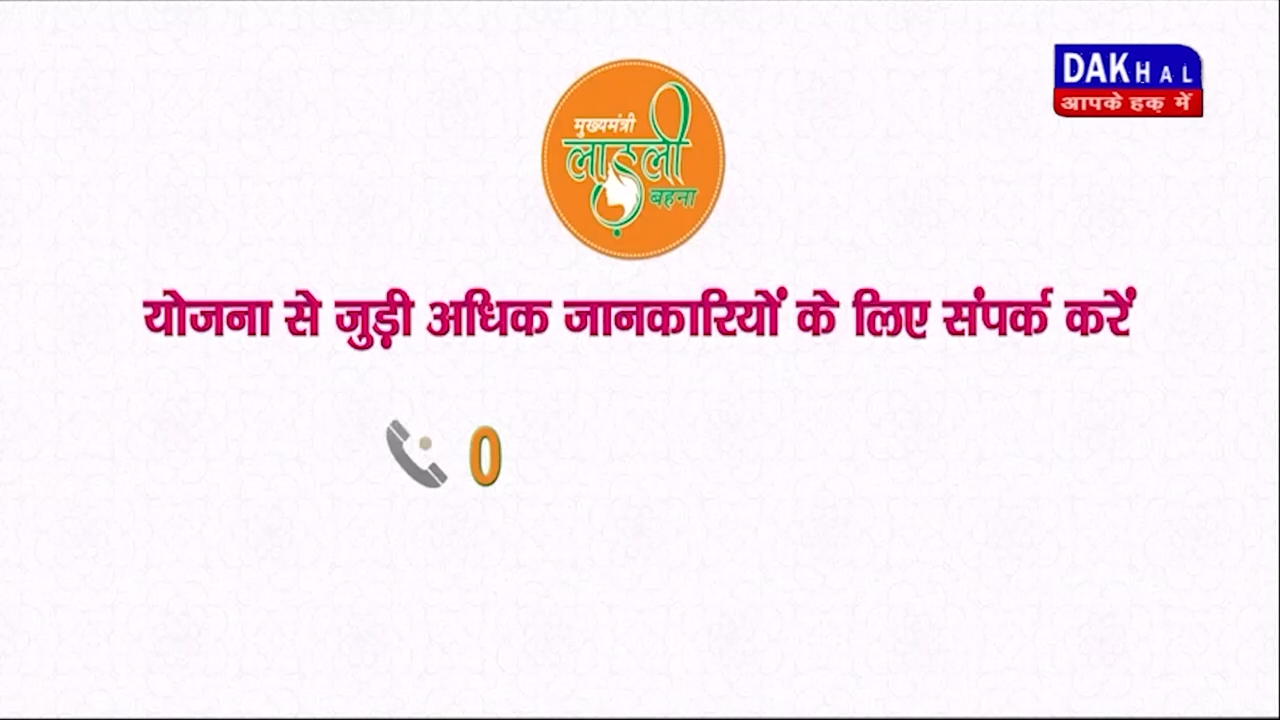 DAKHAL
आपके हक में
मुख्यमंत्री
लाड़ली
बहना
योजना से जुड़ी अधिक जानकारियों के लिए संपर्क करें
0